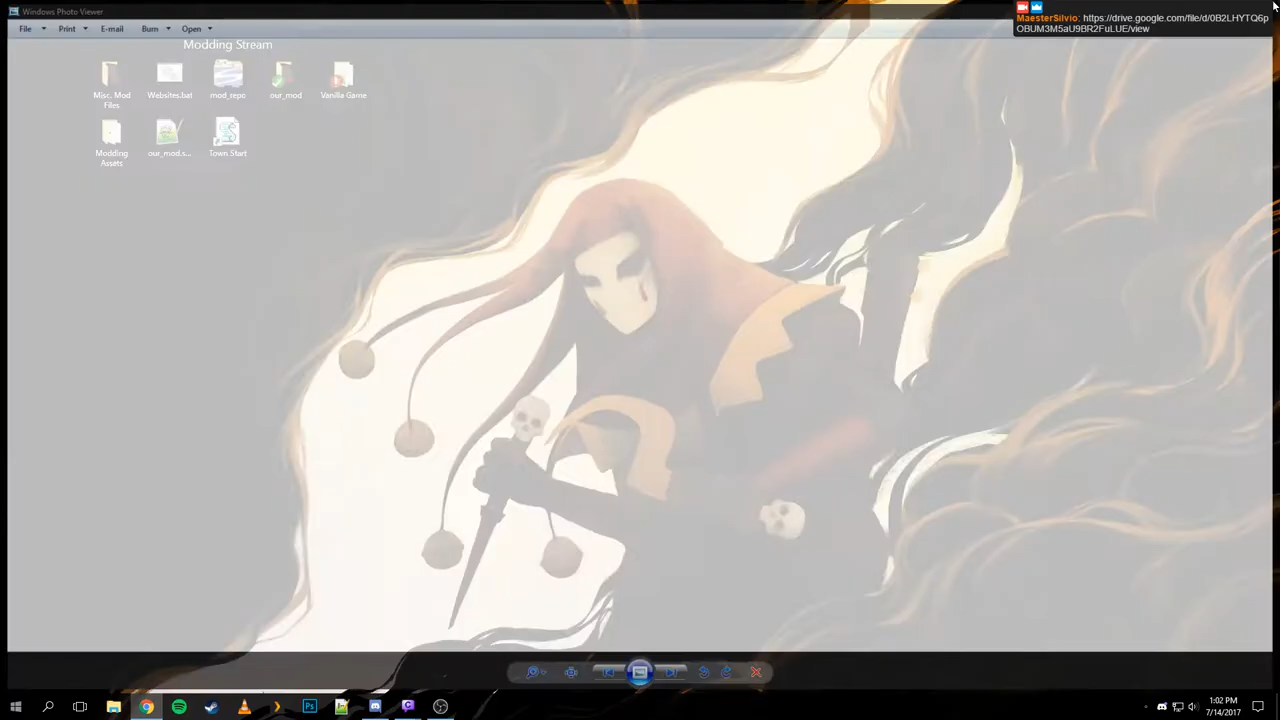 Windows Photo Viewer
File Print E-mail Burn Open
MaesterSilvio: https://drive.google.com/file/d/0B2LHYTQ6p
OBUM3M5aU9BR2FuLUE/view
Modding Stream
Misc. Mod
Files
Websites.bat
mod_repo
our_mod
Vanilla Game
Modding
Assets
our_mod.s...
Town Start
1:02 PM
7/14/2017